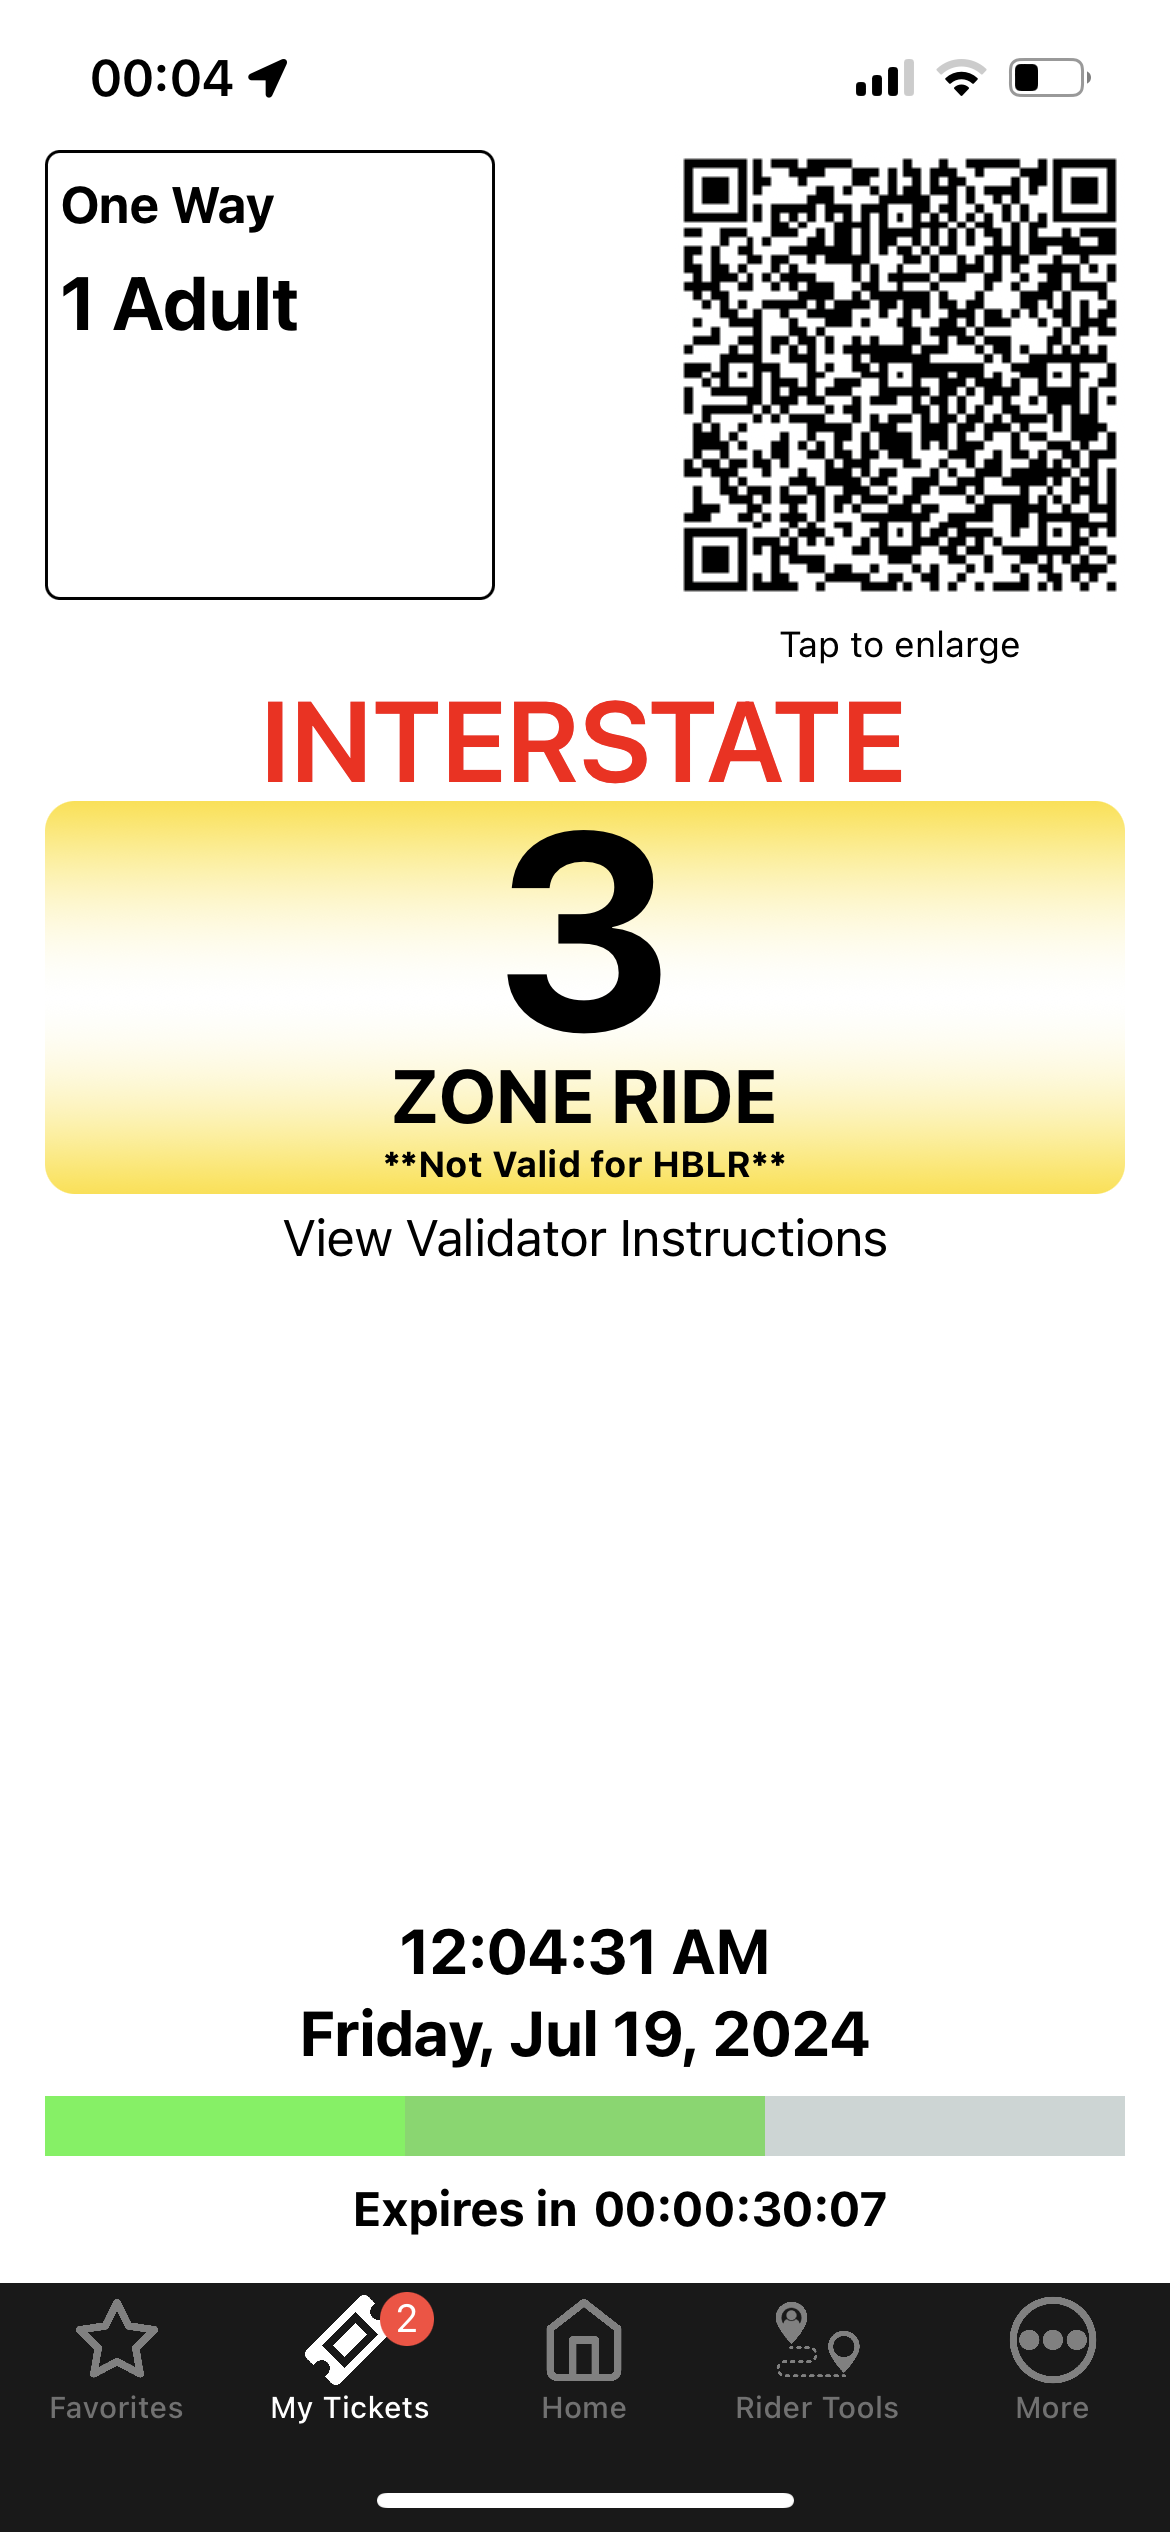 00:04
One Way
1 Adult
Tap to enlarge
INTERSTATE
3
ZONE RIDE
**Not Valid for HBLR**
View Validator Instructions
12:04:31 AM
Friday, Jul 19, 2024
Expires in 00:00:30:07
2
Favorites My Tickets Home Rider Tools More